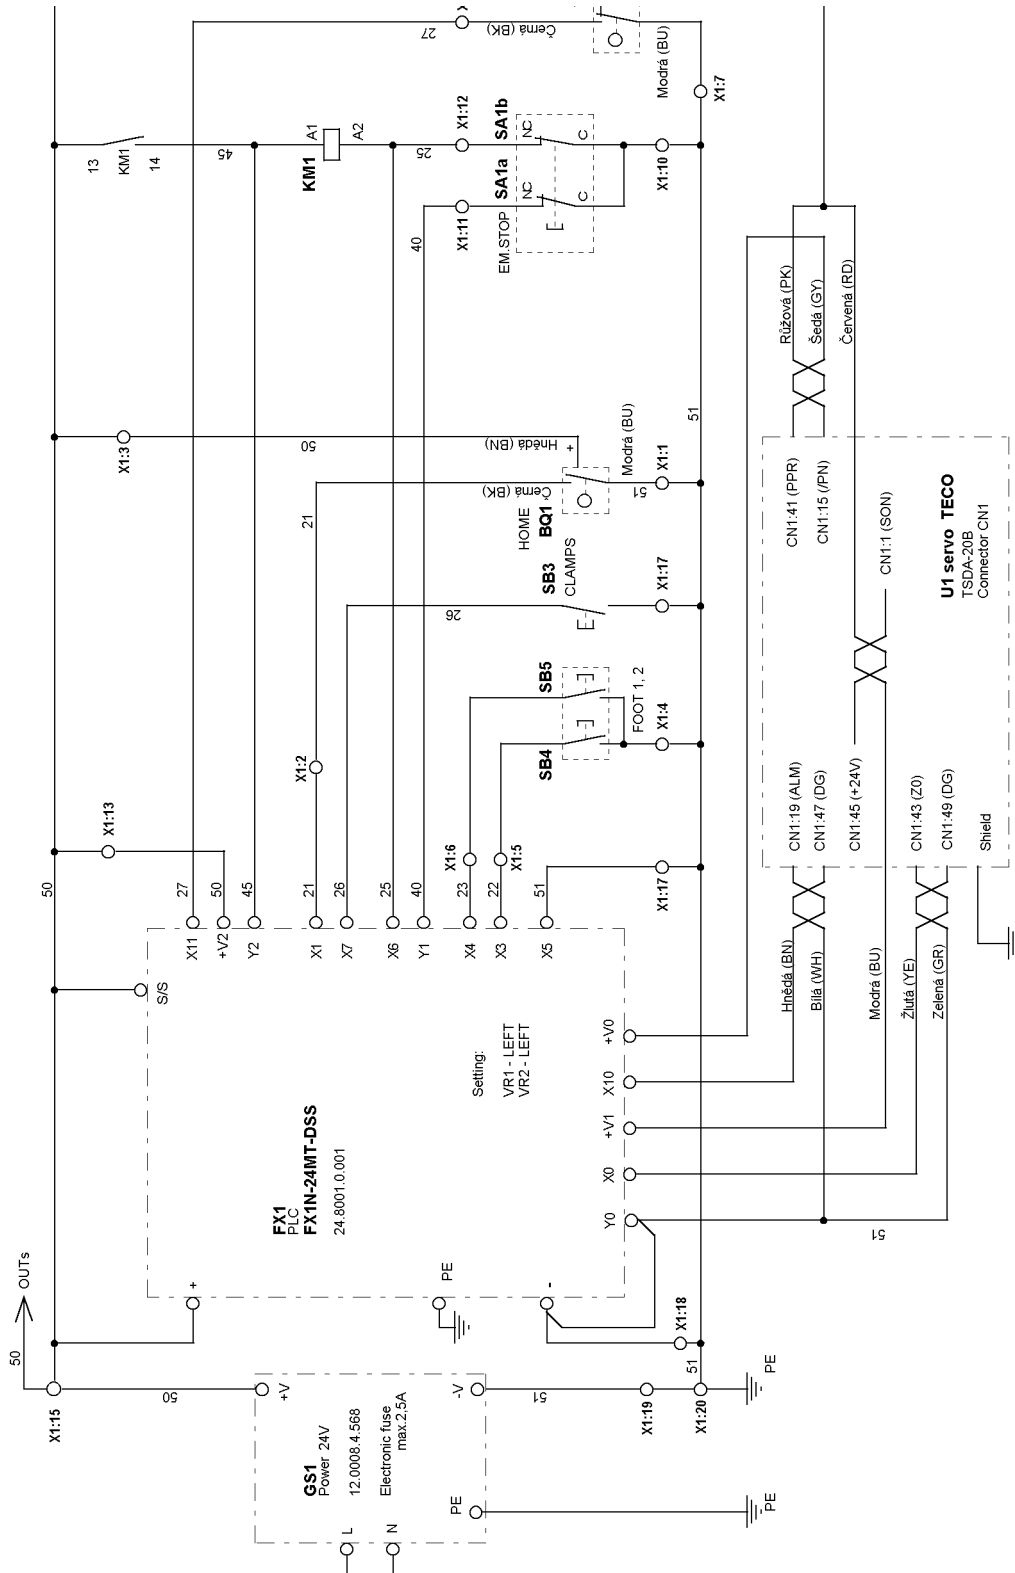 27
Černá (BK)
Modrá (BU)
X1:7
13
KM1
14
45
A1
A2
KM1
25
X1:12
SA1b
NC
C
X1:10
SA1a
NC
C
X1:11
EM.STOP
40
Růžová (PK)
Šedá (GY)
Červená (RD)
X1:3
50
Hnědá (BN)
+
Modrá (BU)
51
21
Černá (BK)
HOME
BQ1
51
X1:1
CN1:41 (PPR)
CN1:15 (/PN)
CN1:1 (SON)
U1 servo TECO
TSDA-20B
Connector CN1
26
SB3
CLAMPS
X1:17
SB5
FOOT 1, 2
SB4
X1:4
X1:2
X1:13
X1:6
X1:5
X1:17
CN1:19 (ALM)
CN1:47 (DG)
CN1:45 (+24V)
CN1:43 (Z0)
CN1:49 (DG)
Shield
50
27
50
45
21
26
25
40
23
22
51
X11
+V2
Y2
X1
X7
X6
Y1
X4
X3
X5
S/S
Hnědá (BN)
Bílá (WH)
Modrá (BU)
Žlutá (YE)
Zelená (GR)
Setting:
VR1 - LEFT
VR2 - LEFT
+V0
X10
+V1
X0
Y0
51
FX1
PLC
FX1N-24MT-DSS
24.8001.0.001
+
PE
-
OUTs
50
X1:18
X1:15
50
+V
-V
51
X1:19
51
X1:20
PE
GS1
Power 24V
12.0008.4.568
Electronic fuse
max.2,5A
PE
PE
L
N